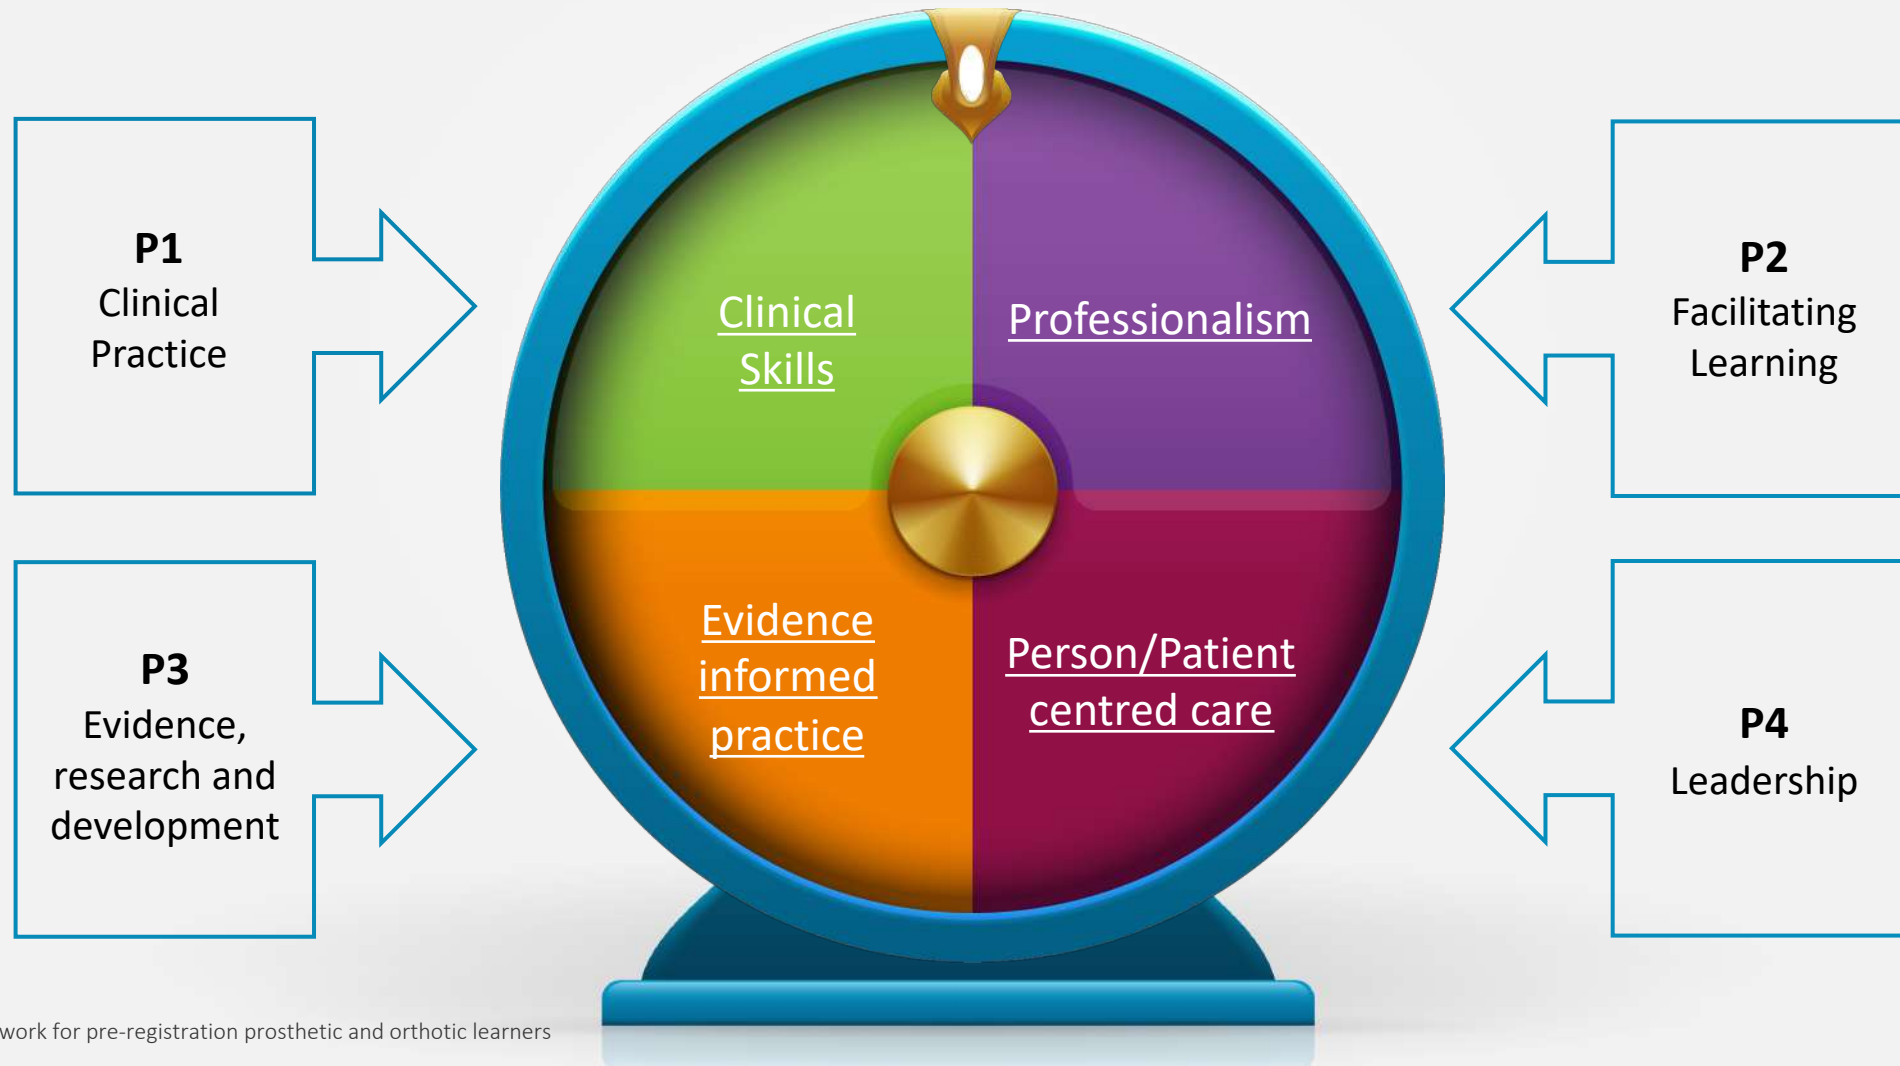 P1
Clinical
Practice
Clinical
Skills
Professionalism
P2
Facilitating
Learning
P3
Evidence,
research and
development
Evidence
informed
practice
Person/Patient
centred care
P4
Leadership
work for pre-registration prosthetic and orthotic learners